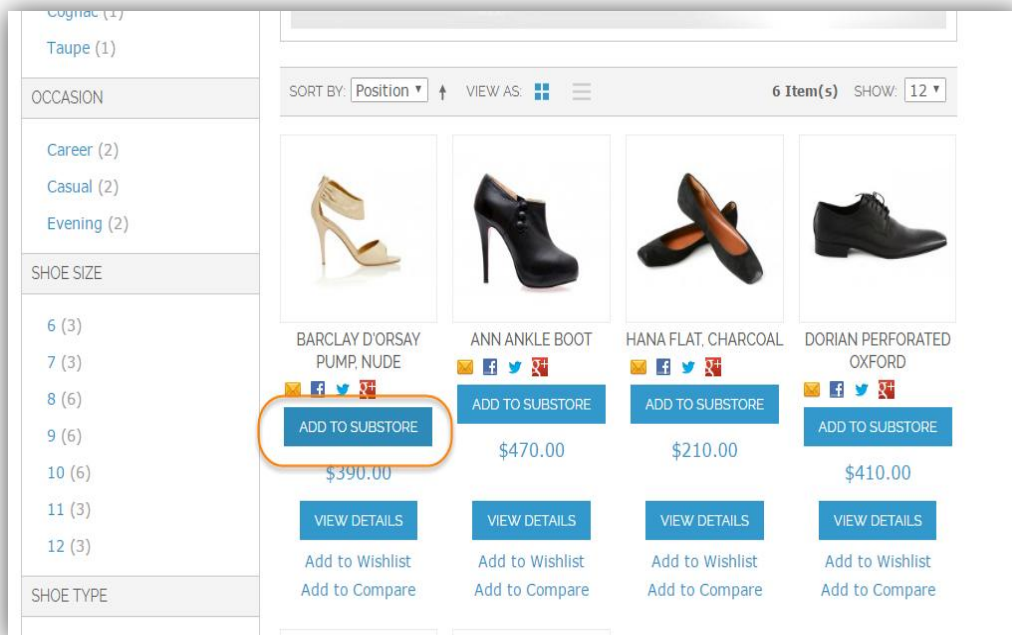 Cognac (1)
Taupe (1)
OCCASION
Career (2)
Casual (2)
Evening (2)
SHOE SIZE
6 (3)
7 (3)
8 (6)
9 (6)
10 (6)
11 (3)
12 (3)
SHOE TYPE
SORT BY: Position VIEW AS: 6 Item(s) SHOW: 12
BARCLAY D'ORSAY
PUMP, NUDE
ADD TO SUBSTORE
$390.00
VIEW DETAILS
Add to Wishlist
Add to Compare
ANN ANKLE BOOT
ADD TO SUBSTORE
$470.00
VIEW DETAILS
Add to Wishlist
Add to Compare
HANA FLAT, CHARCOAL
ADD TO SUBSTORE
$210.00
VIEW DETAILS
Add to Wishlist
Add to Compare
DORIAN PERFORATED
OXFORD
ADD TO SUBSTORE
$410.00
VIEW DETAILS
Add to Wishlist
Add to Compare